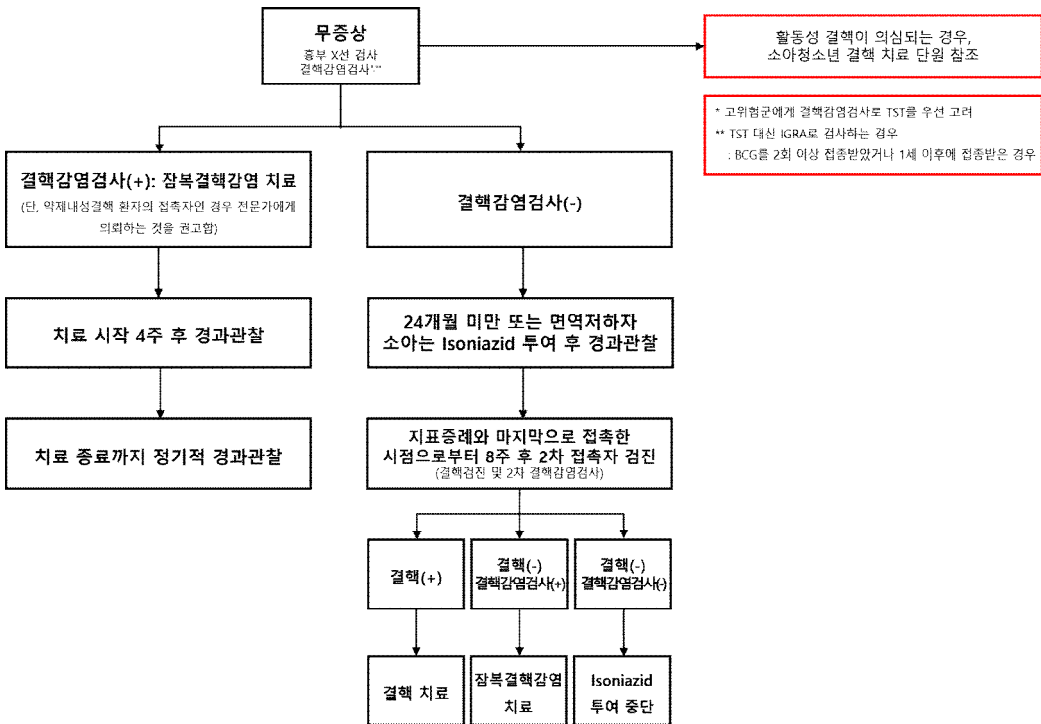 무증상
흉부 X선 검사
결핵감염검사*,**
활동성 결핵이 의심되는 경우,
소아청소년 결핵 치료 단원 참조
* 고위험군에게 결핵감염검사로 TST를 우선 고려
** TST 대신 IGRA로 검사하는 경우
: BCG를 2회 이상 접종받았거나 1세 이후에 접종받은 경우
결핵감염검사(+): 잠복결핵감염 치료
(단, 약제내성결핵 환자의 접촉자인 경우 전문가에게
의뢰하는 것을 권고함)
결핵감염검사(-)
치료 시작 4주 후 경과관찰
24개월 미만 또는 면역저하자
소아는 Isoniazid 투여 후 경과관찰
치료 종료까지 정기적 경과관찰
지표증례와 마지막으로 접촉한
시점으로부터 8주 후 2차 접촉자 검진
(결핵검진 및 2차 결핵감염검사)
결핵(+)
결핵(-)
결핵감염검사(+)
결핵(-)
결핵감염검사(-)
결핵 치료
잠복결핵감염
치료
Isoniazid
투여 중단